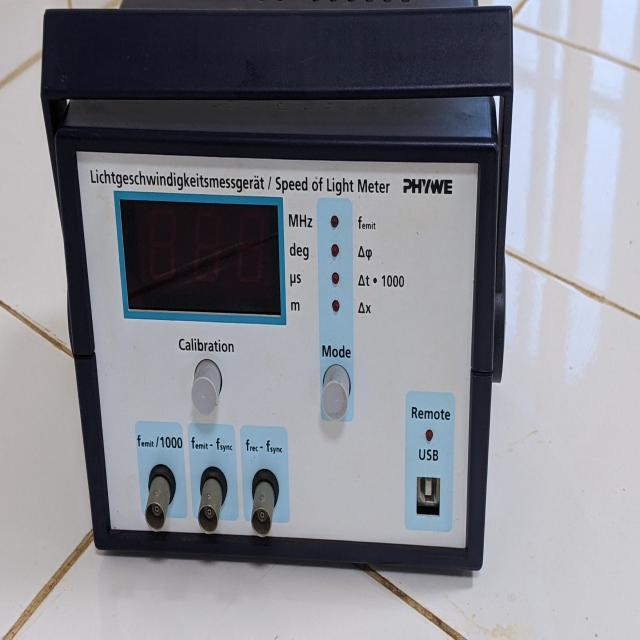 Lichtgeschwindigkeitsmessgerät / Speed of Light Meter PHYWE
MHz femit
deg Δφ
µs Δt • 1000
m Δx
Calibration
Mode
Remote
USB
femit/1000 femit - fsync frec - fsync